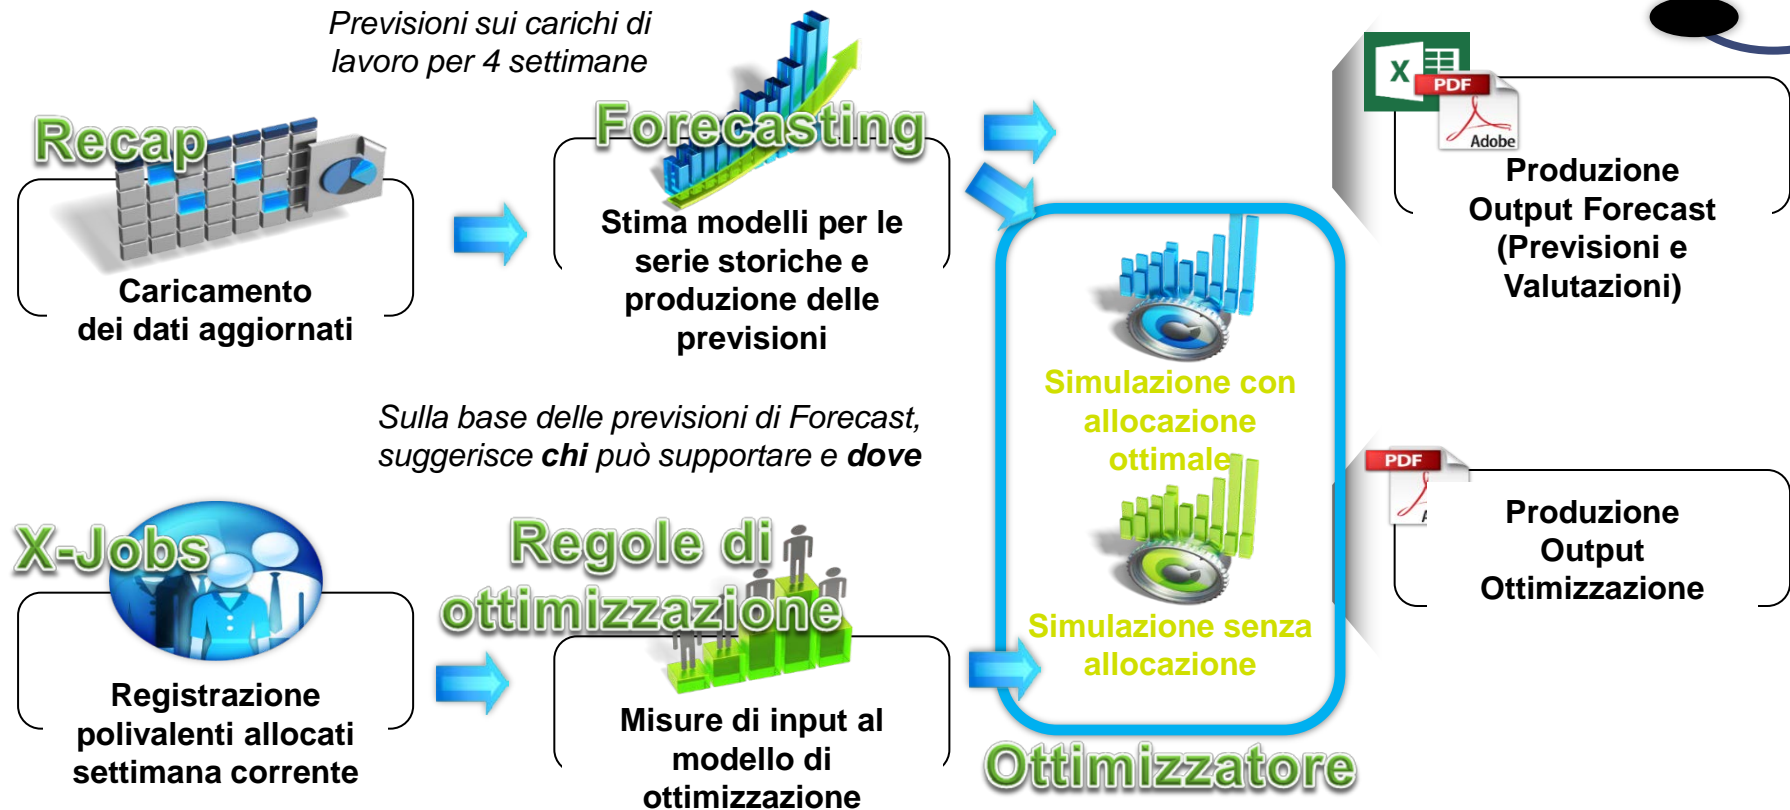 Previsioni sui carichi di
lavoro per 4 settimane
Recap
Caricamento
dei dati aggiornati
Forecasting
Stima modelli per le
serie storiche e
produzione delle
previsioni
X
PDF
Adobe
Produzione
Output Forecast
(Previsioni e
Valutazioni)
Sulla base delle previsioni di Forecast,
suggerisce chi può supportare e dove
Simulazione con
allocazione
ottimale
Simulazione senza
allocazione
Ottimizzatore
X-Jobs
Registrazione
polivalenti allocati
settimana corrente
Regole di
ottimizzazione
Misure di input al
modello di
ottimizzazione
PDF
Produzione
Output
Ottimizzazione